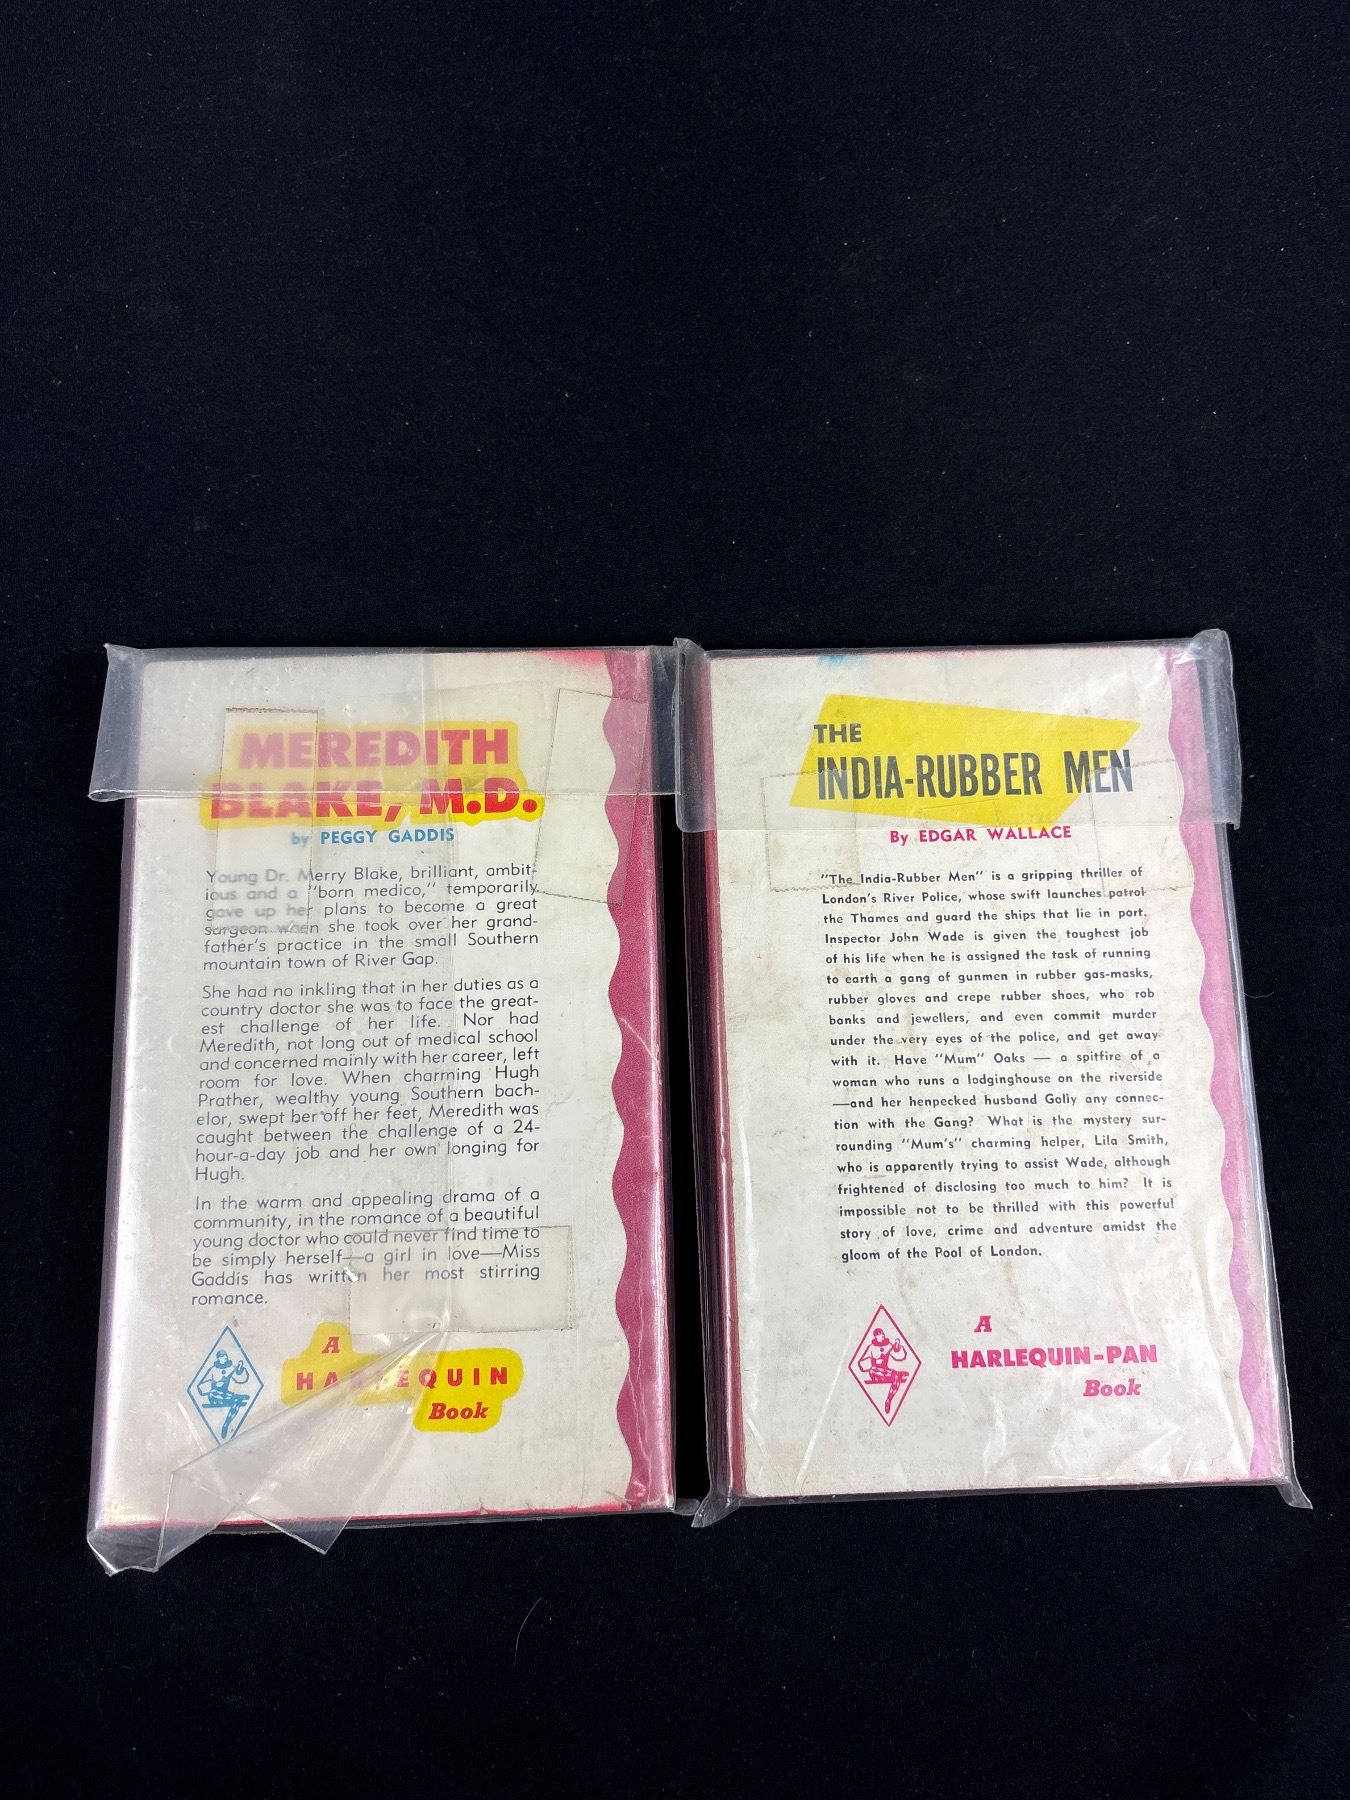 MEREDITH
BLAKE, M.D.
by PEGGY GADDIS
Young Dr. Merry Blake, brilliant, ambit-
ious and a "born medico," temporarily
gave up her plans to become a great
surgeon when she took over her grand-
father's practice in the small Southern
mountain town of River Gap.
She had no inkling that in her duties as a
country doctor she was to face the great-
est challenge of her life. Nor had
Meredith, not long out of medical school
and concerned mainly with her career, left
room for love. When charming Hugh
Prather, wealthy young Southern bach-
elor, swept her off her feet, Meredith was
caught between the challenge of a 24-
hour-a-day job and her own longing for
Hugh.
In the warm and appealing drama of a
community, in the romance of a beautiful
young doctor who could never find time to
be simply herself—a girl in love—Miss
Gaddis has written her most stirring
romance.
A
HARLEQUIN
Book
THE
INDIA-RUBBER MEN
By EDGAR WALLACE
"The India-Rubber Men" is a gripping thriller of
London's River Police, whose swift launches patrol
the Thames and guard the ships that lie in port.
Inspector John Wade is given the toughest job
of his life when he is assigned the task of running
to earth a gang of gunmen in rubber gas-masks,
rubber gloves and crepe rubber shoes, who rob
banks and jewellers, and even commit murder
under the very eyes of the police, and get away
with it. Have "Mum" Oaks — a spitfire of a
woman who runs a lodginghouse on the riverside
—and her henpecked husband Golly any connec-
tion with the Gang? What is the mystery sur-
rounding "Mum's" charming helper, Lila Smith,
who is apparently trying to assist Wade, although
frightened of disclosing too much to him? It is
impossible not to be thrilled with this powerful
story of love, crime and adventure amidst the
gloom of the Pool of London.
A
HARLEQUIN-PAN
Book